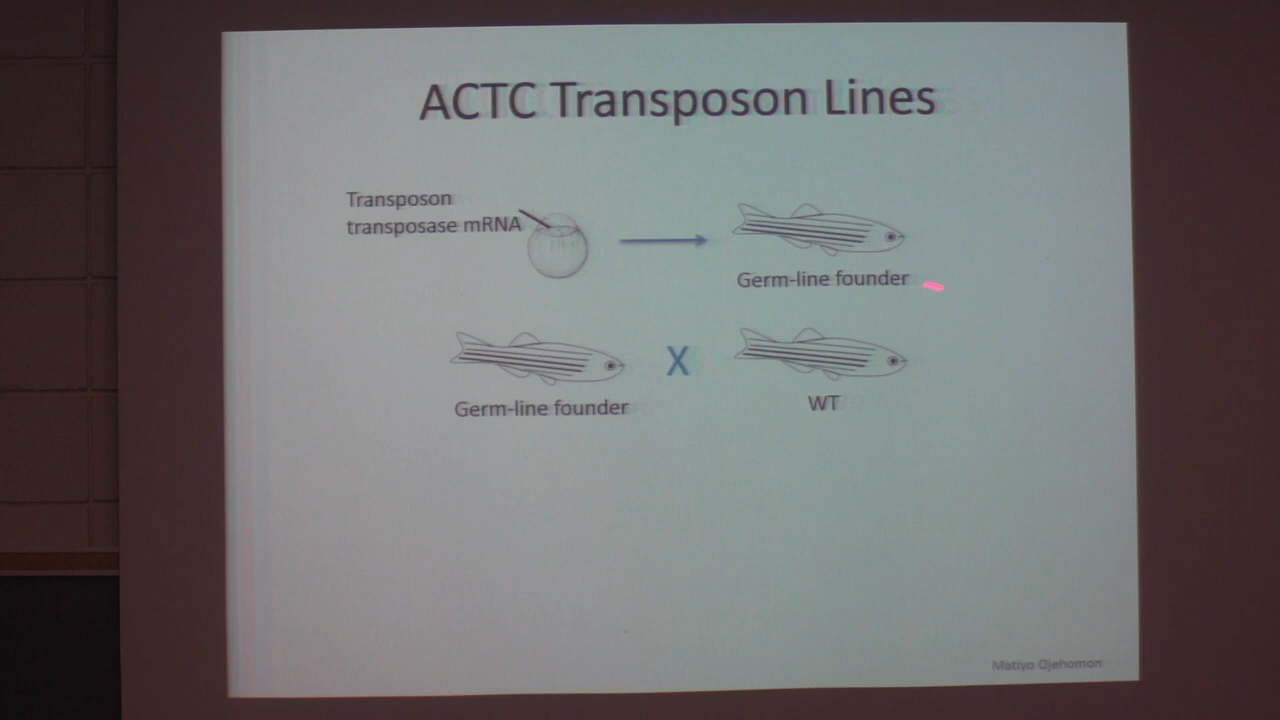 ACTC Transposon Lines
Transposon
transposase mRNA
Germ-line founder
X
Germ-line founder
WT
Matiyo Ojehomon